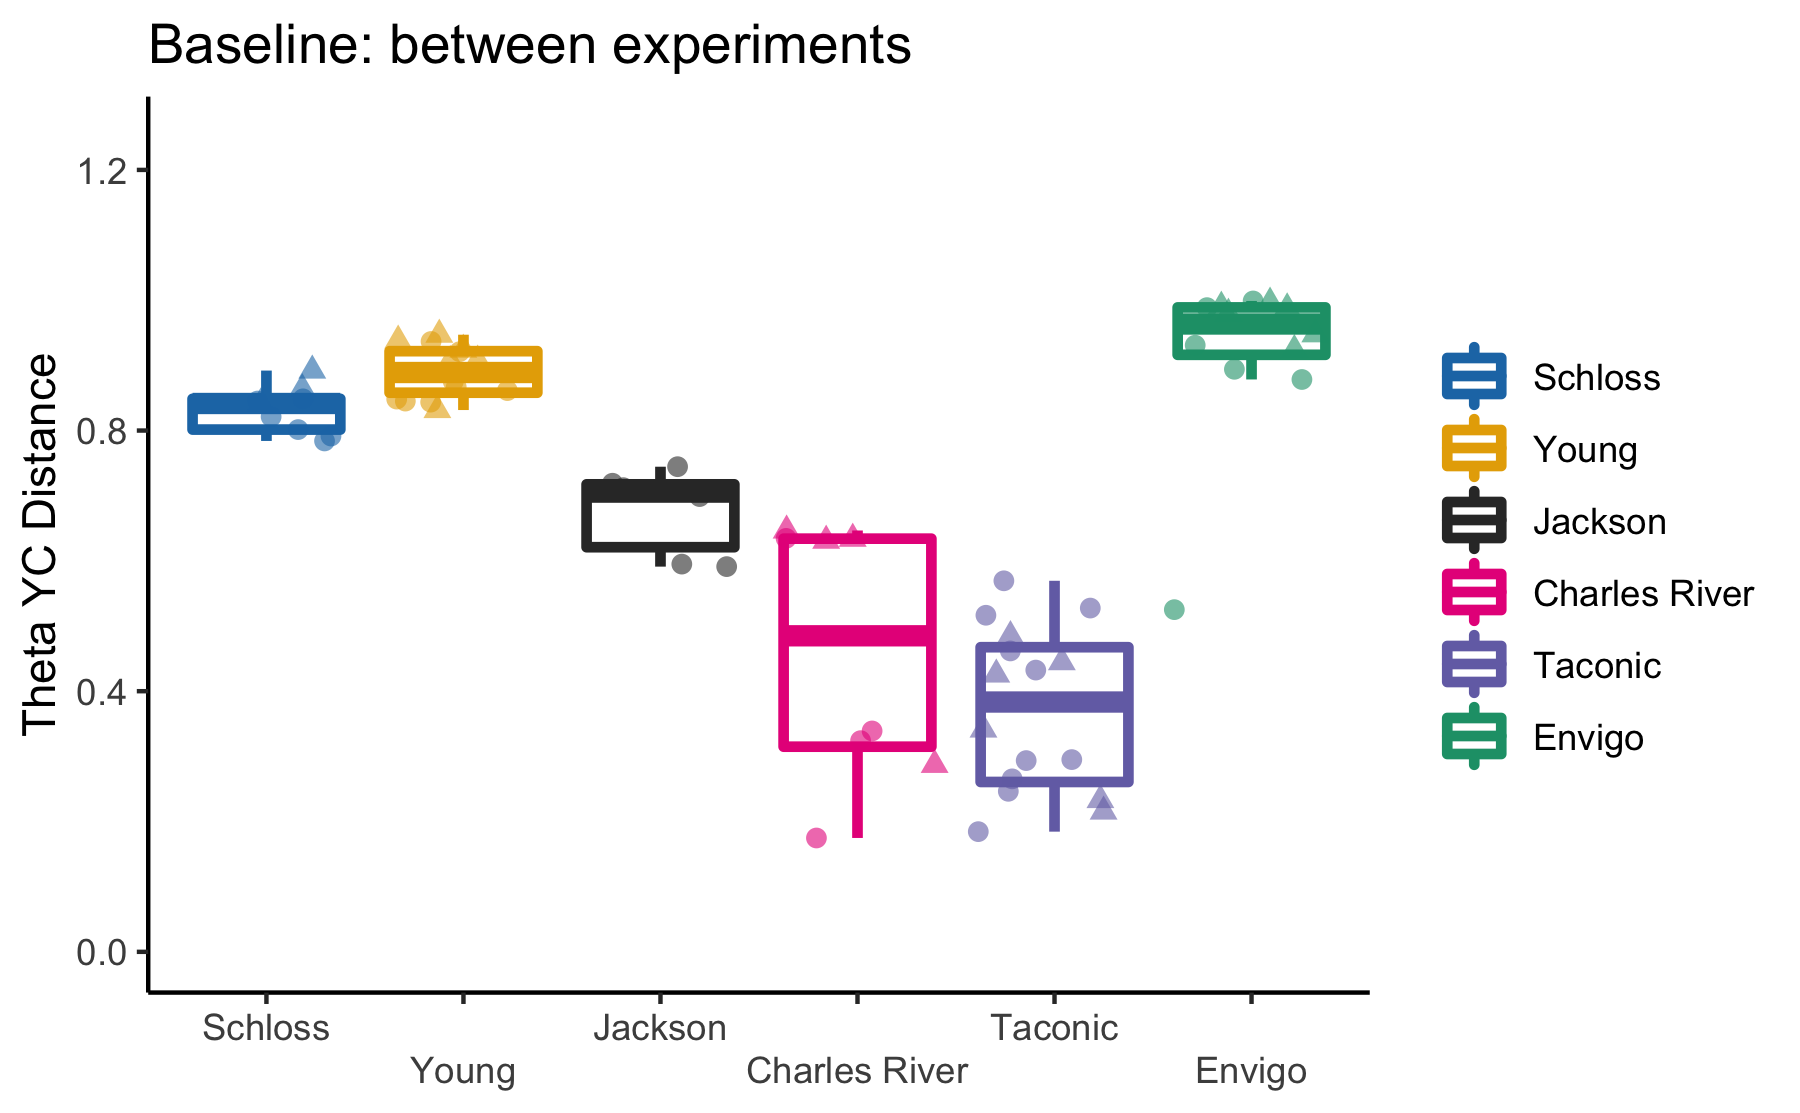 Baseline: between experiments
Theta YC Distance
1.2
0.8
0.4
0.0
Schloss
Young
Jackson
Charles River
Taconic
Envigo
Schloss
Young
Jackson
Charles River
Taconic
Envigo